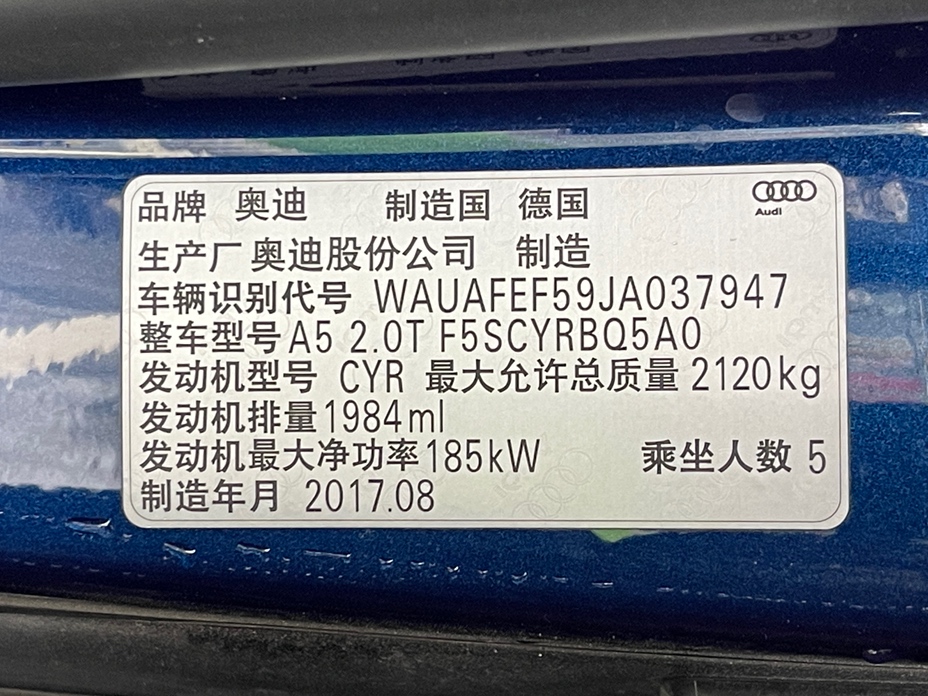 品牌 奥迪 制造国 德国
Audi
生产厂 奥迪股份公司 制造
车辆识别代号 WAUAFEF59JA037947
整车型号 A5 2.0T F5SCYRBQ5A0
发动机型号 CYR 最大允许总质量 2120kg
发动机排量 1984ml
发动机最大净功率 185kW 乘坐人数 5
制造年月 2017.08